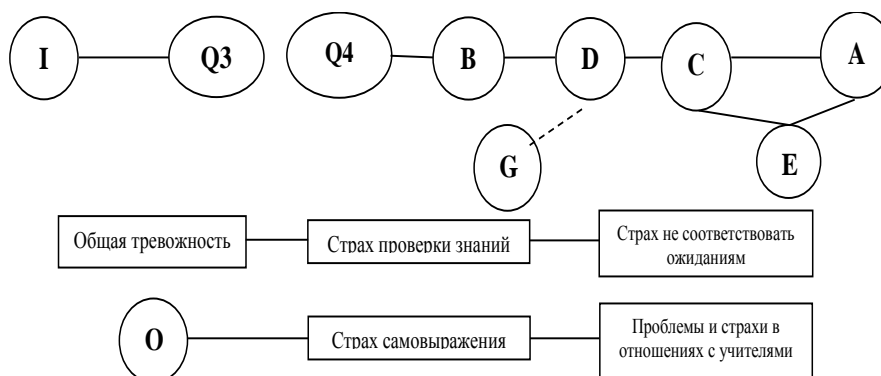 I
Q3
Q4
B
D
C
A
G
E
Общая тревожность
Страх проверки знаний
Страх не соответствовать
ожиданиям
O
Страх самовыражения
Проблемы и страхи в
отношениях с учителями